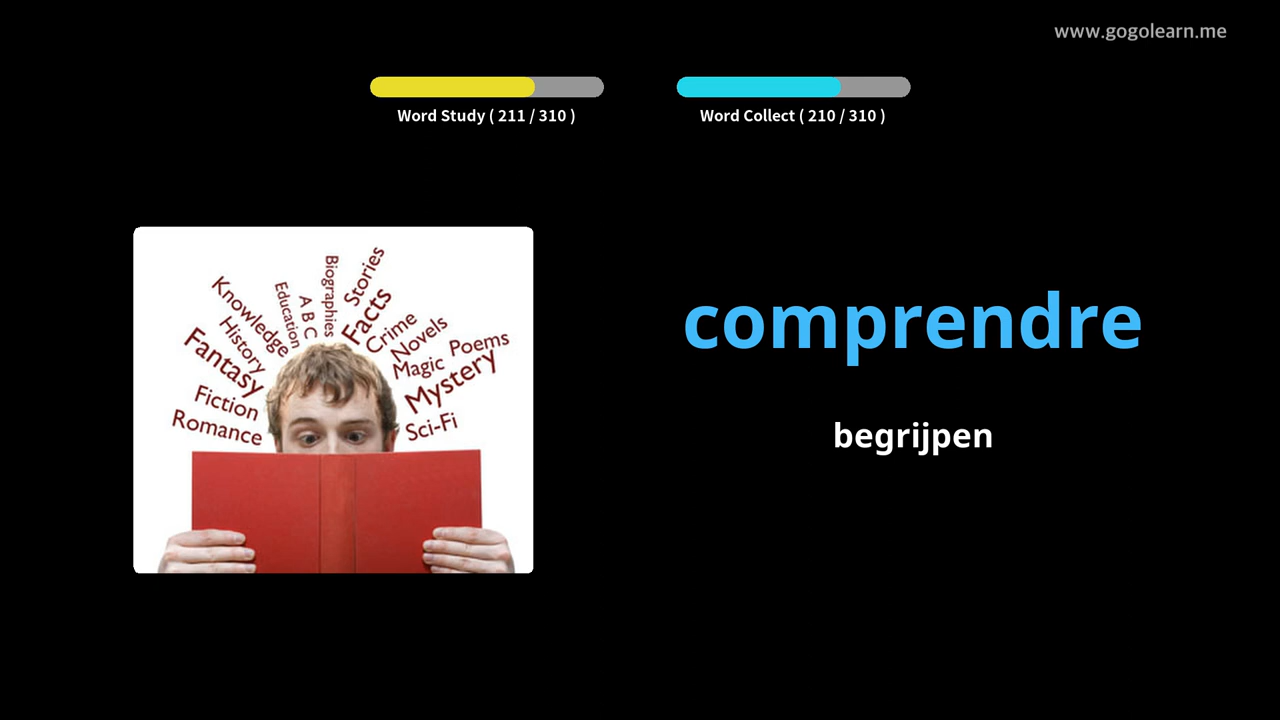 www.gogolearn.me
Word Study ( 211 / 310 )
Word Collect ( 210 / 310 )
Biographies
Stories
Education
A B C
Facts
Knowledge
Crime
History
Novels
Fantasy
Magic
Poems
Mystery
Fiction
Romance
Sci-Fi
comprendre
begrijpen